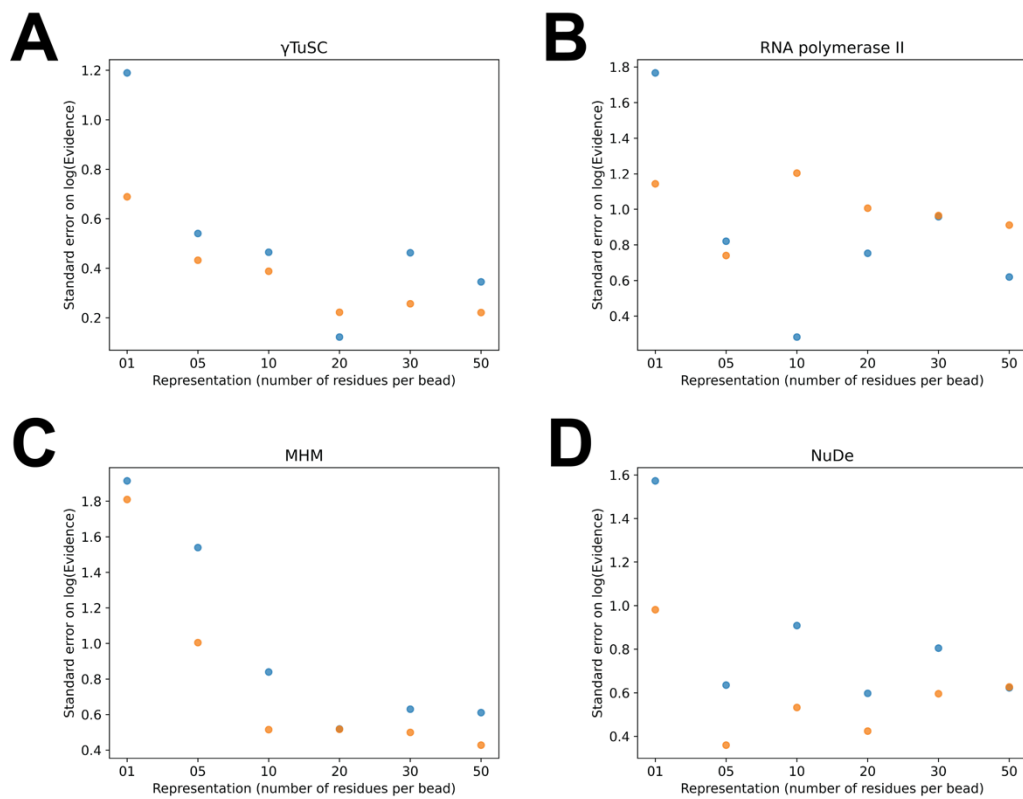 A
γTuSC
Standard error on log(Evidence)
1.2
1.0
0.8
0.6
0.4
0.2
01 05 10 20 30 50
Representation (number of residues per bead)
B
RNA polymerase II
Standard error on log(Evidence)
1.8
1.6
1.4
1.2
1.0
0.8
0.6
0.4
01 05 10 20 30 50
Representation (number of residues per bead)
C
MHM
Standard error on log(Evidence)
1.8
1.6
1.4
1.2
1.0
0.8
0.6
0.4
01 05 10 20 30 50
Representation (number of residues per bead)
D
NuDe
Standard error on log(Evidence)
1.6
1.4
1.2
1.0
0.8
0.6
0.4
01 05 10 20 30 50
Representation (number of residues per bead)